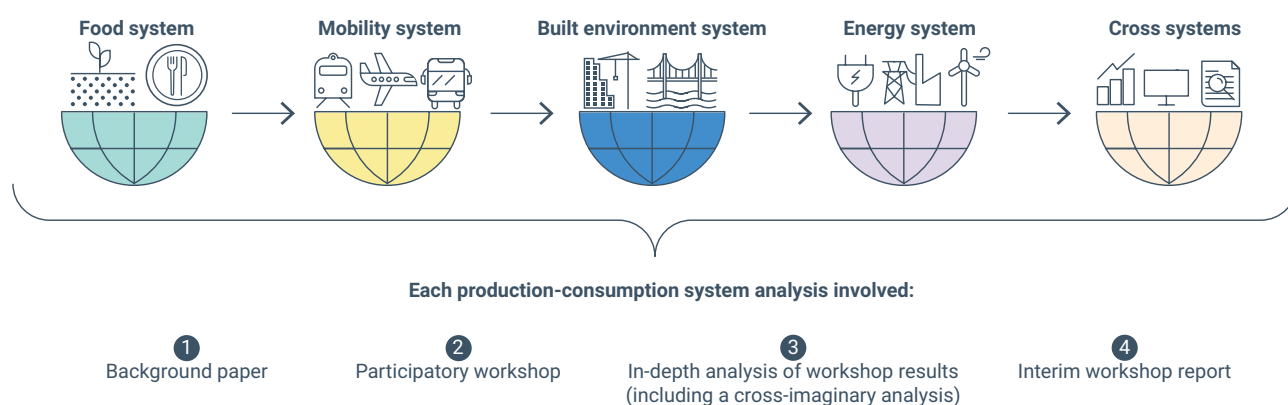 Food system
Mobility system
Built environment system
Energy system
Cross systems
Each production-consumption system analysis involved:
1
Background paper
2
Participatory workshop
3
In-depth analysis of workshop results
(including a cross-imaginary analysis)
4
Interim workshop report